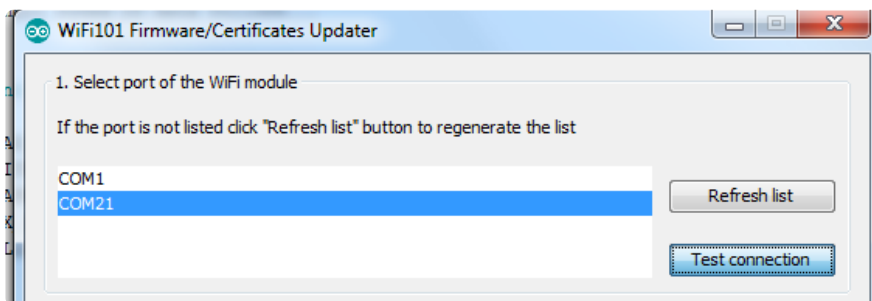 WiFi101 Firmware/Certificates Updater
1. Select port of the WiFi module
If the port is not listed click "Refresh list" button to regenerate the list
COM1
COM21
Refresh list
Test connection